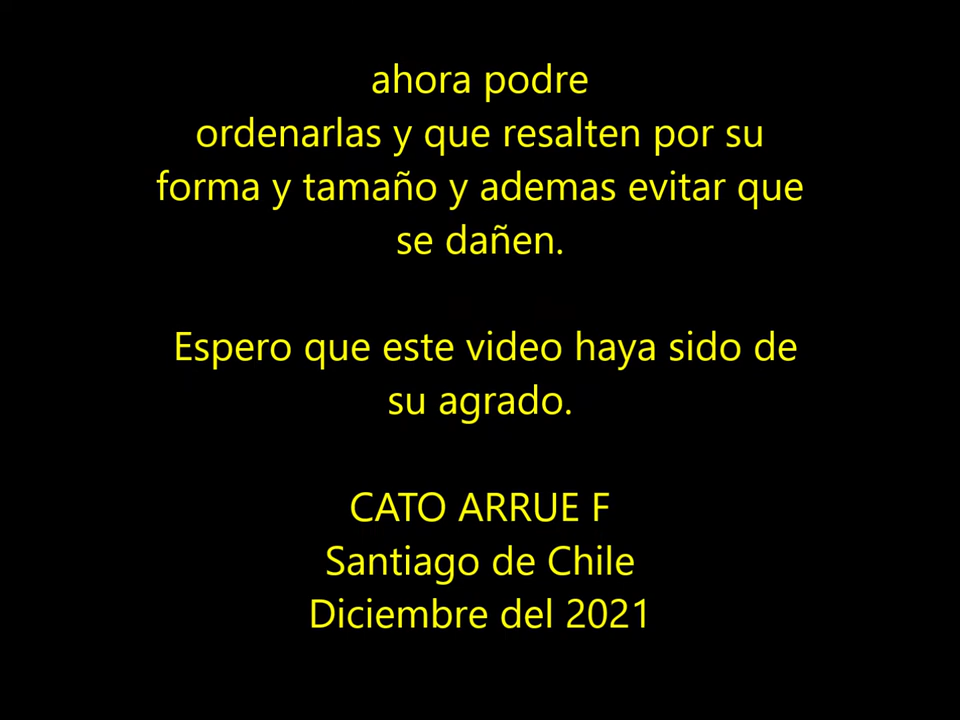 ahora podre
ordenarlas y que resalten por su
forma y tamaño y ademas evitar que
se dañen.
Espero que este video haya sido de
su agrado.
CATO ARRUE F
Santiago de Chile
Diciembre del 2021